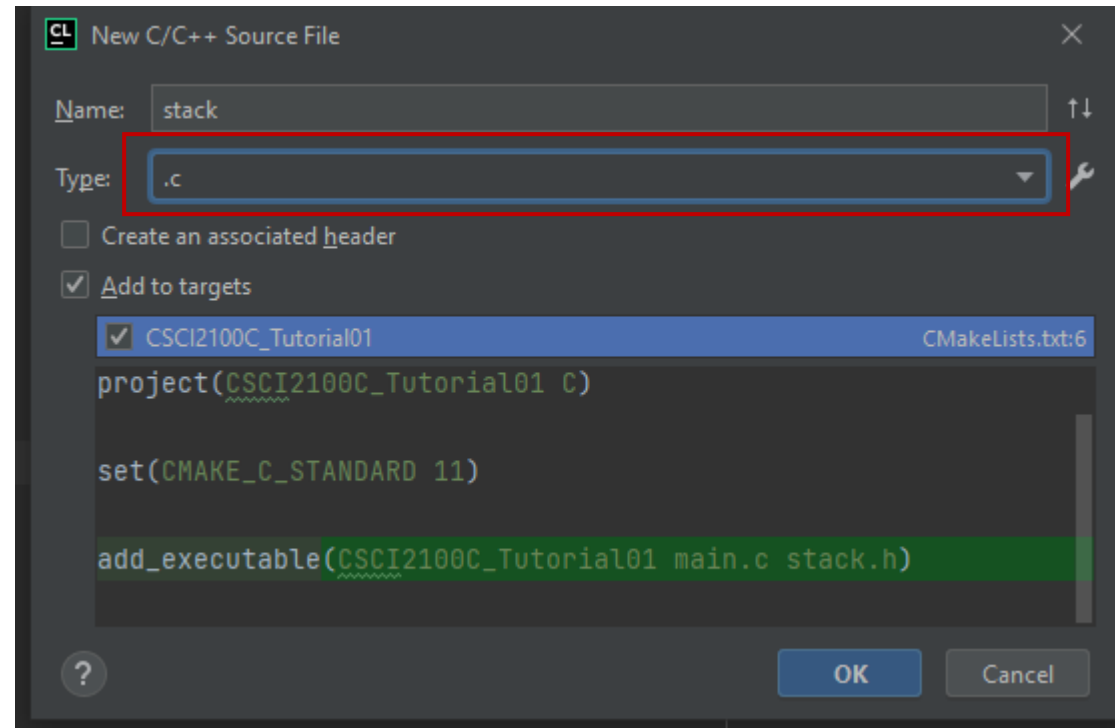 CL New C/C++ Source File
Name: stack
Type: .c
Create an associated header
Add to targets
CSCI2100C_Tutorial01 CMakeLists.txt:6
project(CSCI2100C_Tutorial01 C)
set(CMAKE_C_STANDARD 11)
add_executable(CSCI2100C_Tutorial01 main.c stack.h)
? OK Cancel